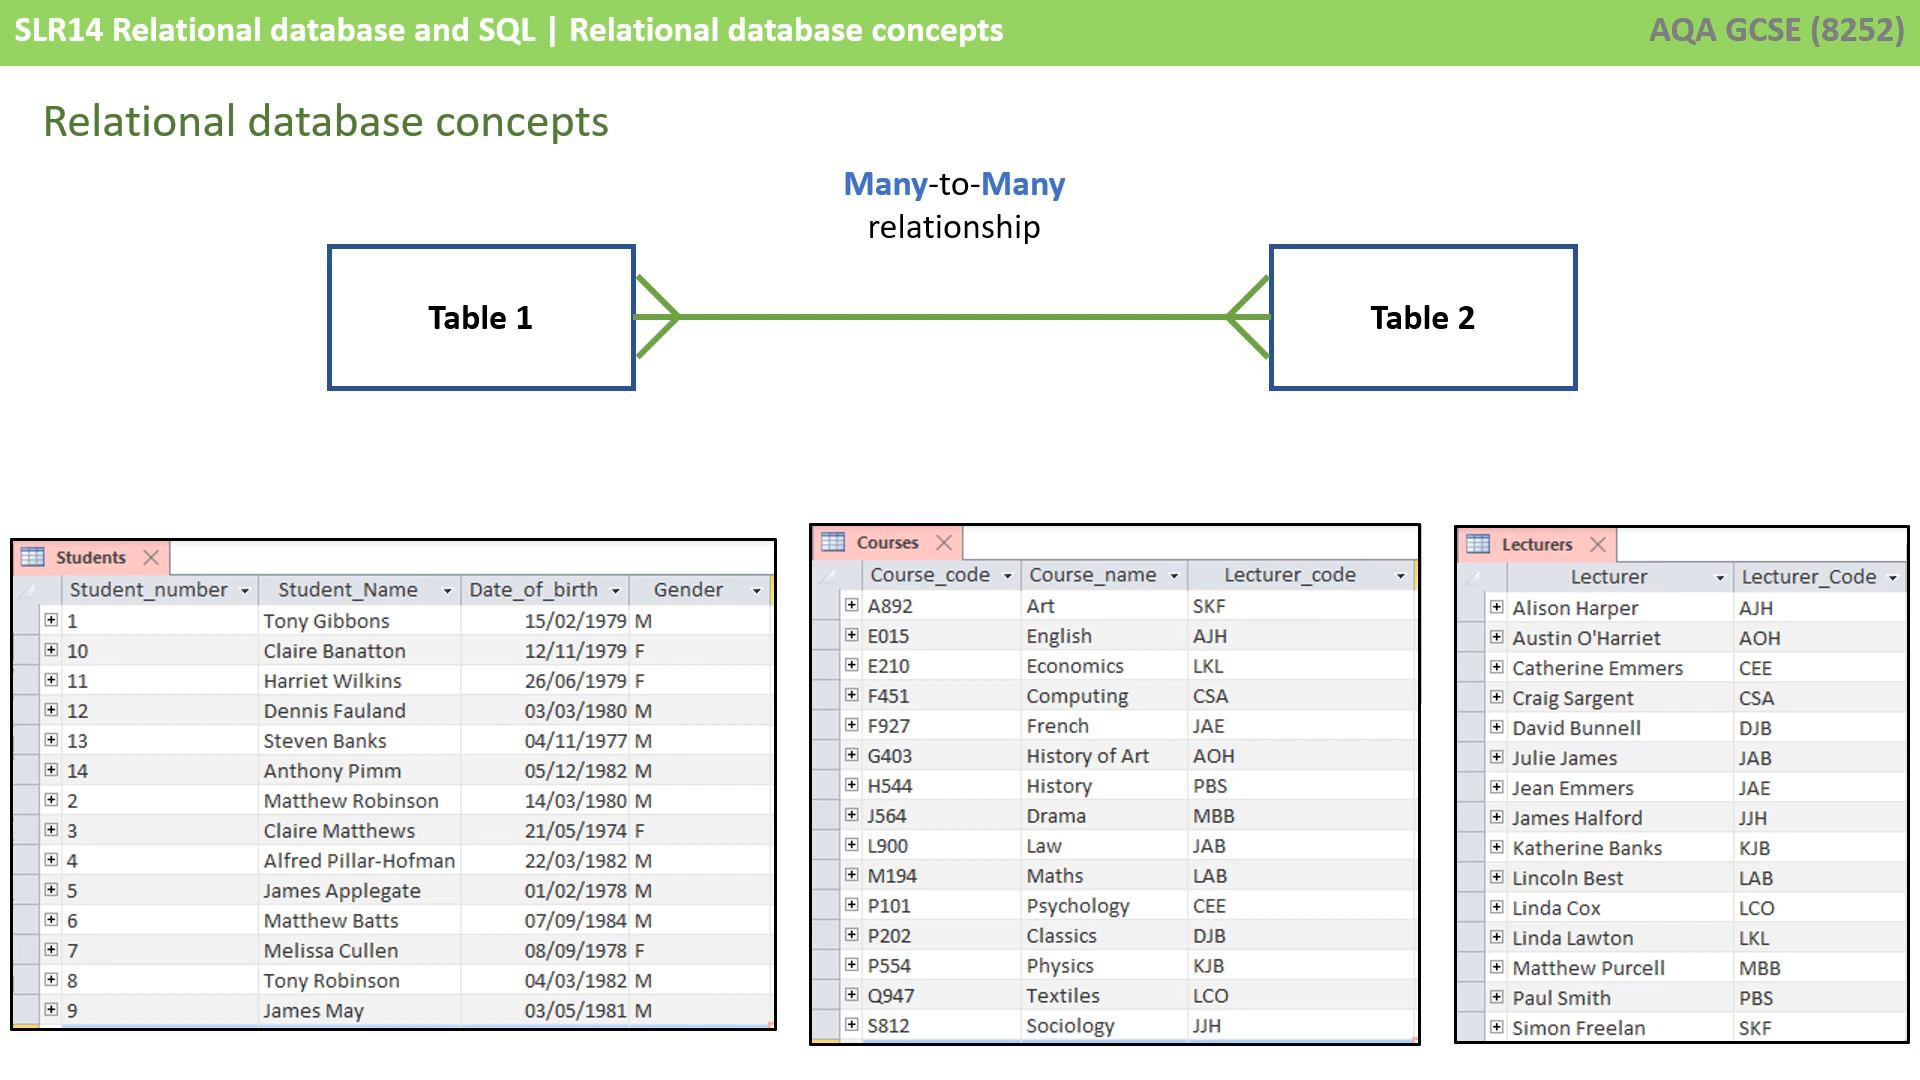 SLR14 Relational database and SQL | Relational database concepts
AQA GCSE (8252)
Relational database concepts
Many-to-Many
relationship
Table 1
Table 2
Students
Student_number Student_Name Date_of_birth Gender
1 Tony Gibbons 15/02/1979 M
10 Claire Banatton 12/11/1979 F
11 Harriet Wilkins 26/06/1979 F
12 Dennis Fauland 03/03/1980 M
13 Steven Banks 04/11/1977 M
14 Anthony Pimm 05/12/1982 M
2 Matthew Robinson 14/03/1980 M
3 Claire Matthews 21/05/1974 F
4 Alfred Pillar-Hofman 22/03/1982 M
5 James Applegate 01/02/1978 M
6 Matthew Batts 07/09/1984 M
7 Melissa Cullen 08/09/1978 F
8 Tony Robinson 04/03/1982 M
9 James May 03/05/1981 M
Courses
Course_code Course_name Lecturer_code
A892 Art SKF
E015 English AJH
E210 Economics LKL
F451 Computing CSA
F927 French JAE
G403 History of Art AOH
H544 History PBS
J564 Drama MBB
L900 Law JAB
M194 Maths LAB
P101 Psychology CEE
P202 Classics DJB
P554 Physics KJB
Q947 Textiles LCO
S812 Sociology JJH
Lecturers
Lecturer Lecturer_Code
Alison Harper AJH
Austin O'Harriet AOH
Catherine Emmers CEE
Craig Sargent CSA
David Bunnell DJB
Julie James JAB
Jean Emmers JAE
James Halford JJH
Katherine Banks KJB
Lincoln Best LAB
Linda Cox LCO
Linda Lawton LKL
Matthew Purcell MBB
Paul Smith PBS
Simon Freelan SKF